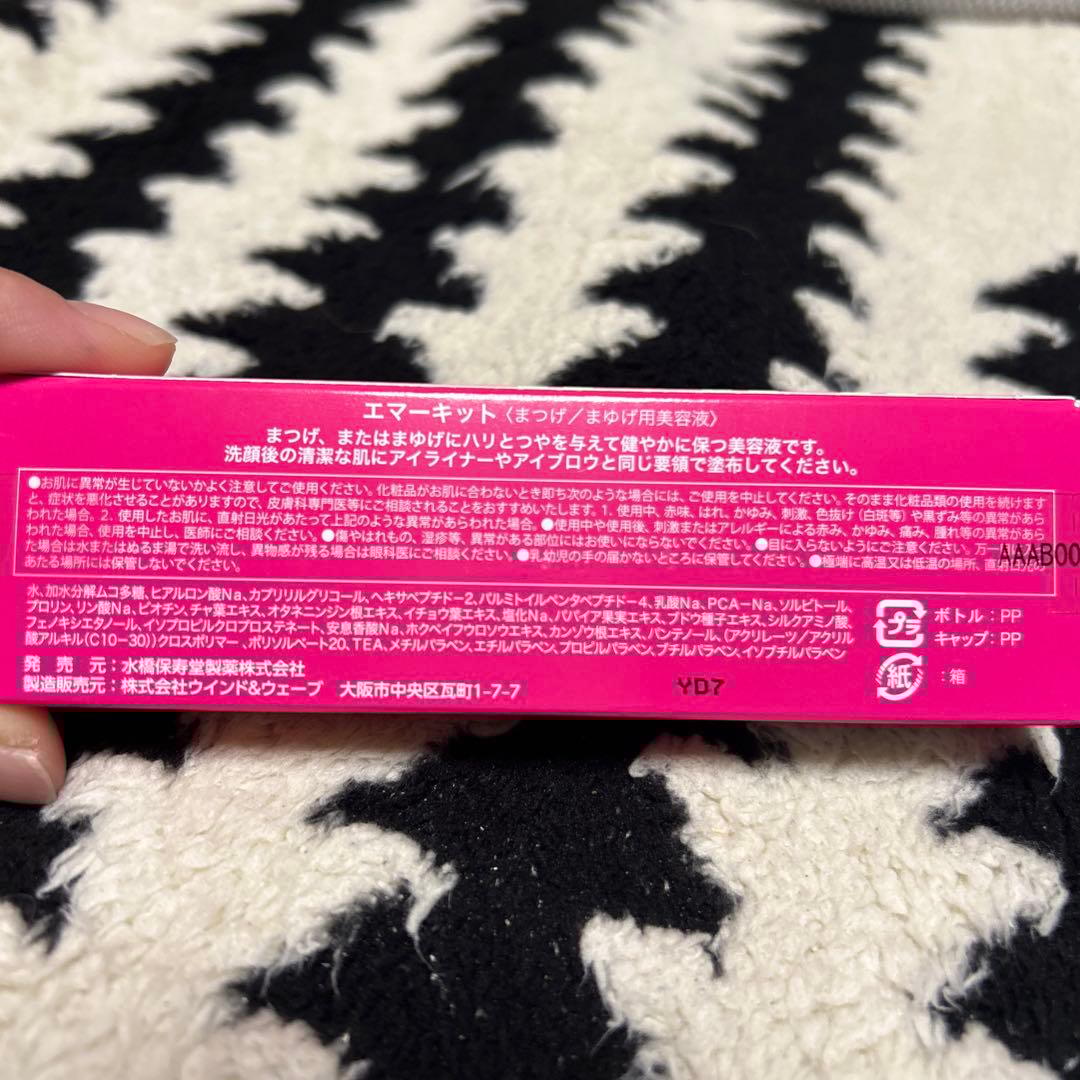 エマーキット〈まつげ/まゆげ用美容液〉
まつげ、またはまゆげにハリとつやを与えて健やかに保つ美容液です。
洗顔後の清潔な肌にアイライナーやアイブロウと同じ要領で塗布してください。
●お肌に異常が生じていないかよく注意してご使用ください。化粧品がお肌に合わないとき即ち次のような場合には、ご使用を中止してください。そのまま化粧品類の使用を続けます
と、症状を悪化させることがありますので、皮膚科専門医等にご相談されることをおすすめいたします。1. 使用中、赤味、はれ、かゆみ、刺激、色抜け(白斑等)や黒ずみ等の異常があら
われた場合。2. 使用したお肌に、直射日光があたって上記のような異常があらわれた場合。●使用中や使用後、刺激またはアレルギーによる赤み、かゆみ、痛み、腫れ等の異常があら
われた場合、使用を中止し、医師にご相談ください。●傷やはれもの、湿疹等、異常がある部位にはお使いにならないでください。●目に入らないようにご注意ください。万一
た場合は水またはぬるま湯で洗い流し、異物感が残る場合は眼科医にご相談ください。●乳幼児の手の届かないところに保管してください。●極端に高温又は低温の場所、直射日光の
あたる場所には保管しないでください。
AAAB00
水、加水分解ムコ多糖、ヒアルロン酸Na、カプリリルグリコール、ヘキサペプチド-2、パルミトイルペンタペプチド-4、乳酸Na、PCA-Na、ソルビトール、
プロリン、リン酸Na、ビオチン、チャ葉エキス、オタネニンジン根エキス、イチョウ葉エキス、塩化Na、パパイア果実エキス、ブドウ種子エキス、シルクアミノ酸、
フェノキシエタノール、イソプロピルクロプロステネート、安息香酸Na、ホクベイフウロソウエキス、カンゾウ根エキス、パンテノール、(アクリレーツ/アクリル
酸アルキル(C10-30))クロスポリマー、ポリソルベート20、TEA、メチルパラベン、エチルパラベン、プロピルパラベン、ブチルパラベン、イソブチルパラベン
発売元:水橋保寿堂製薬株式会社
製造販売元:株式会社ウインド&ウェーブ 大阪市中央区瓦町1-7-7
YD7
プラ
ボトル:PP
キャップ:PP
紙
:箱